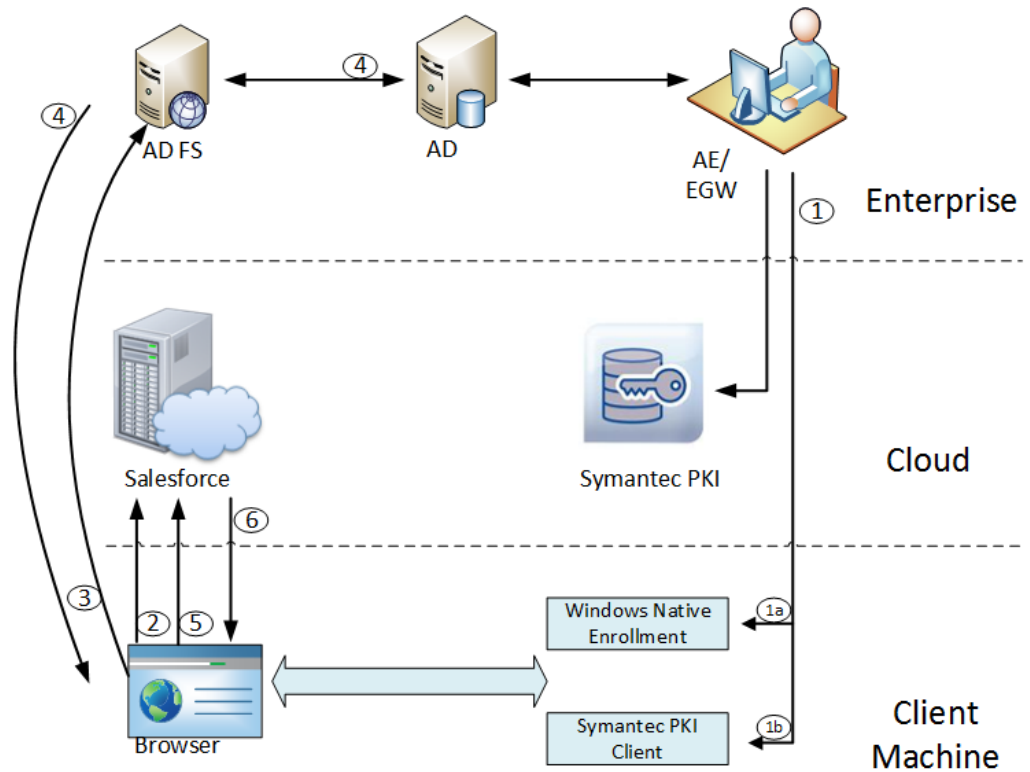 4
4
AD FS
AD
AE/
EGW
1
Enterprise
Salesforce
Symantec PKI
Cloud
6
3
2
5
Windows Native
Enrollment
1a
Symantec PKI
Client
1b
Browser
Client
Machine